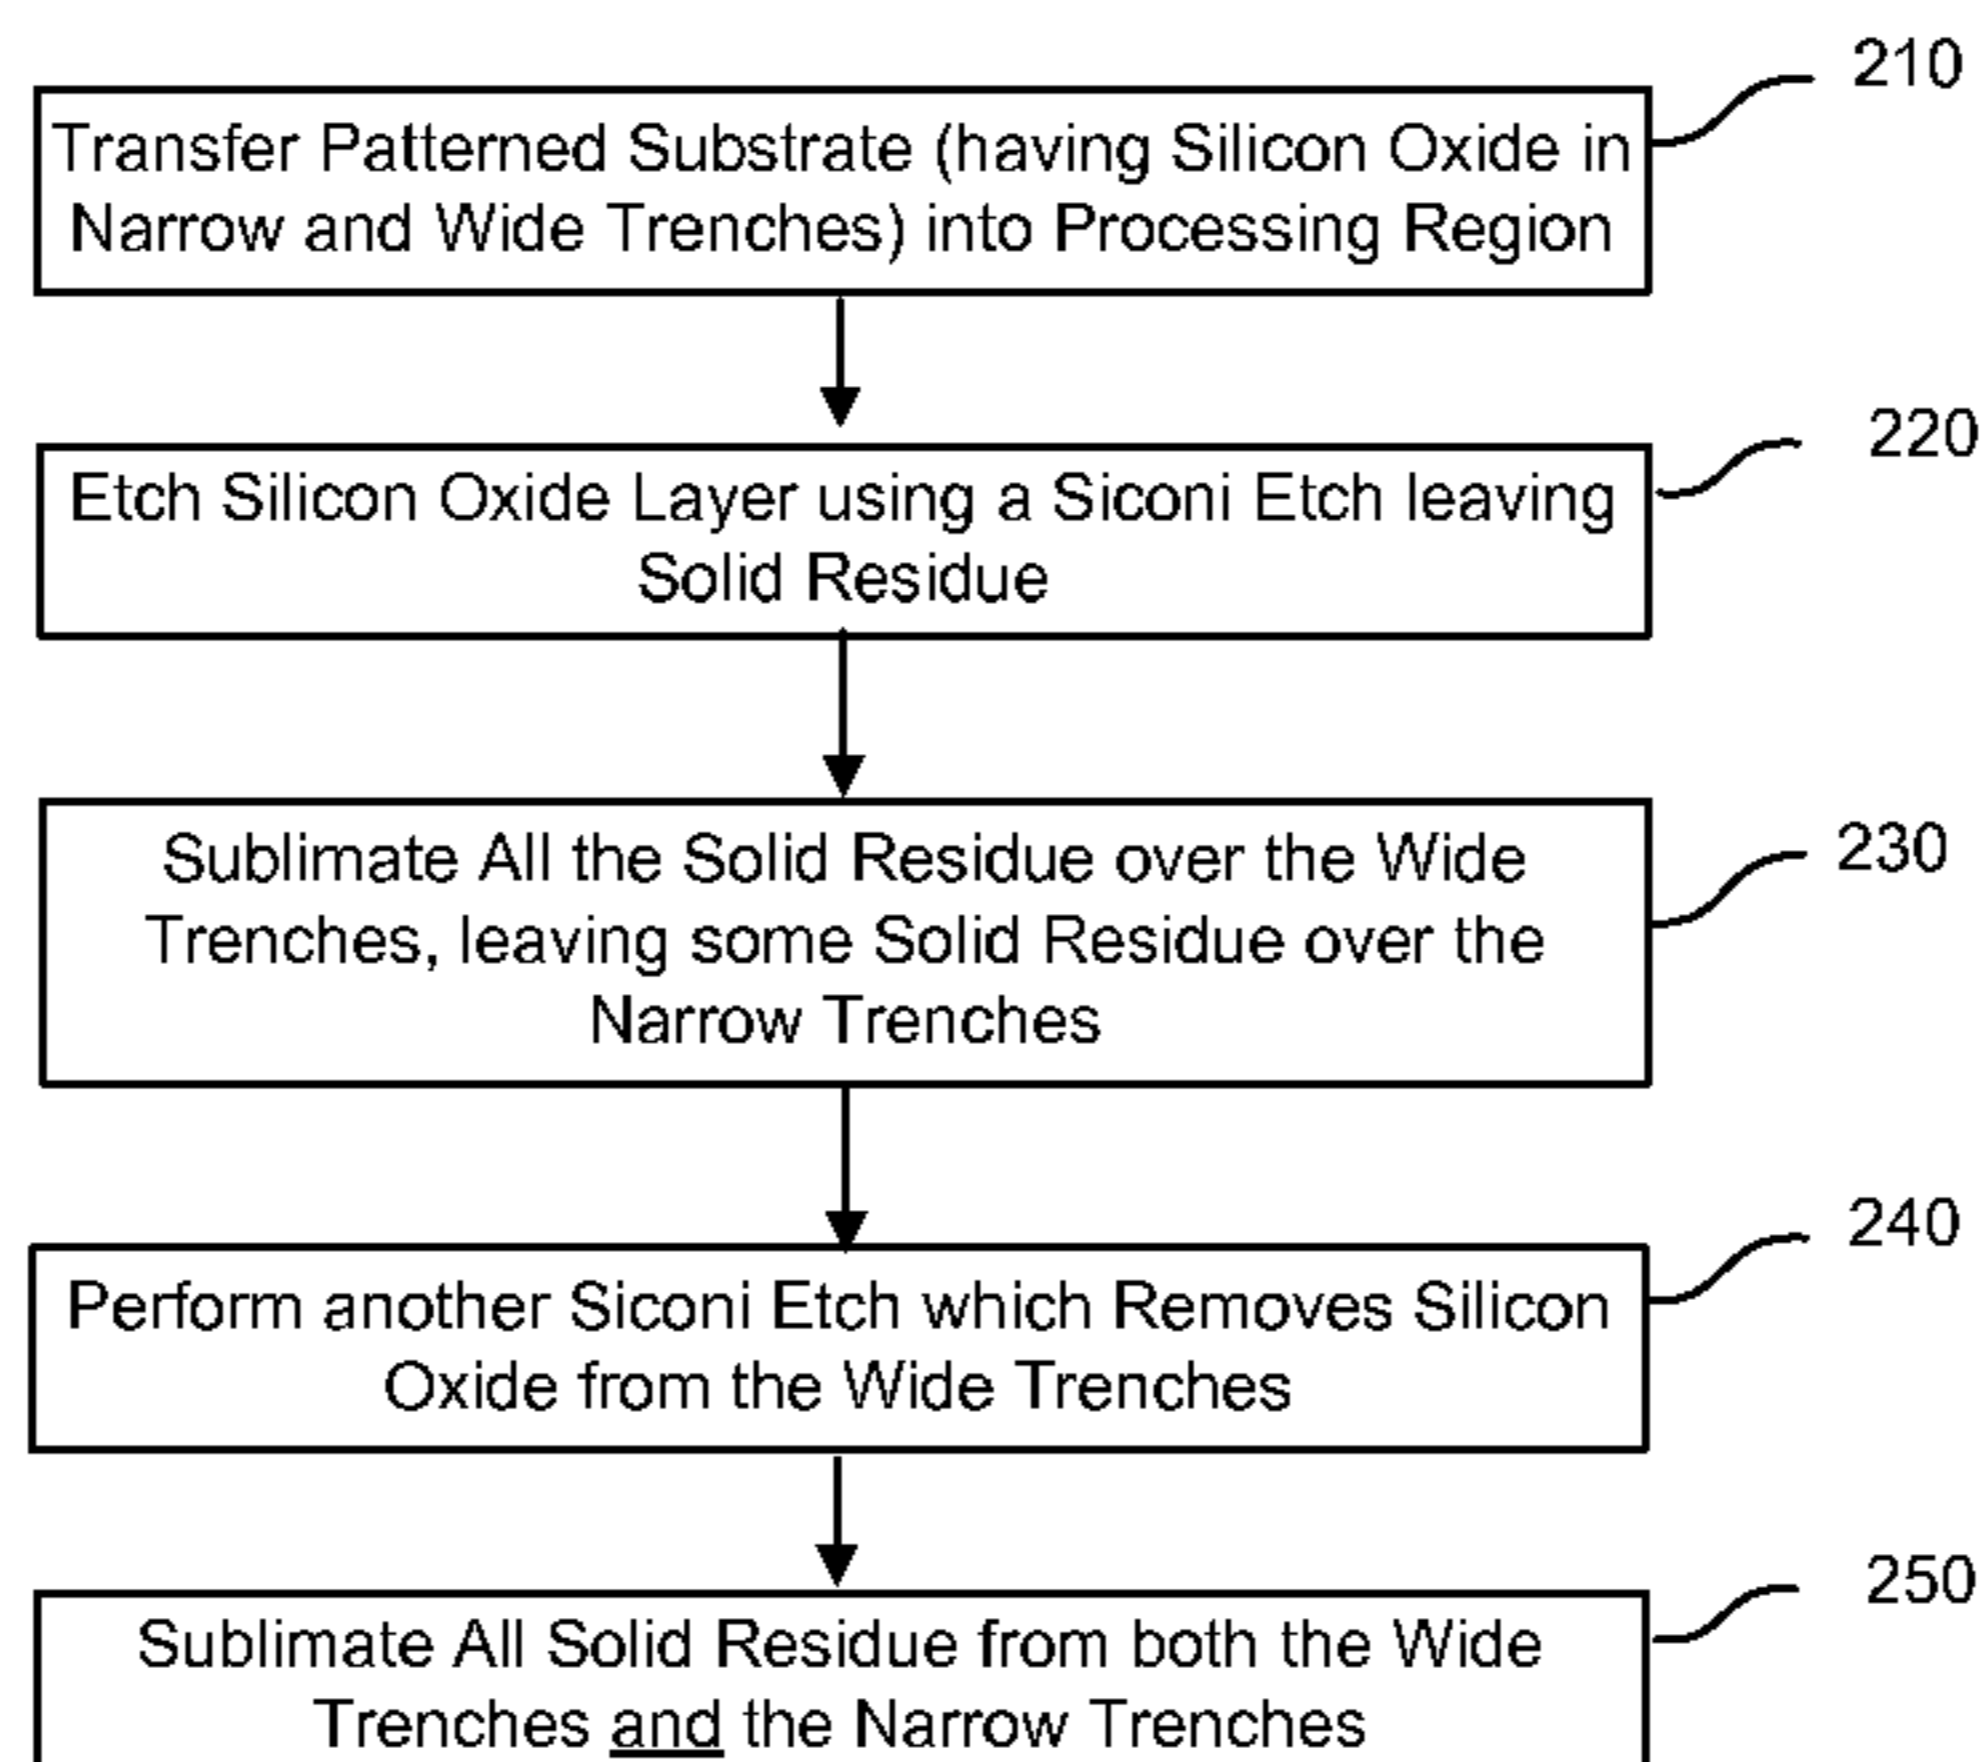 210
Transfer Patterned Substrate (having Silicon Oxide in
Narrow and Wide Trenches) into Processing Region
220
Etch Silicon Oxide Layer using a Siconi Etch leaving
Solid Residue
230
Sublimate All the Solid Residue over the Wide
Trenches, leaving some Solid Residue over the
Narrow Trenches
240
Perform another Siconi Etch which Removes Silicon
Oxide from the Wide Trenches
250
Sublimate All Solid Residue from both the Wide
Trenches and the Narrow Trenches